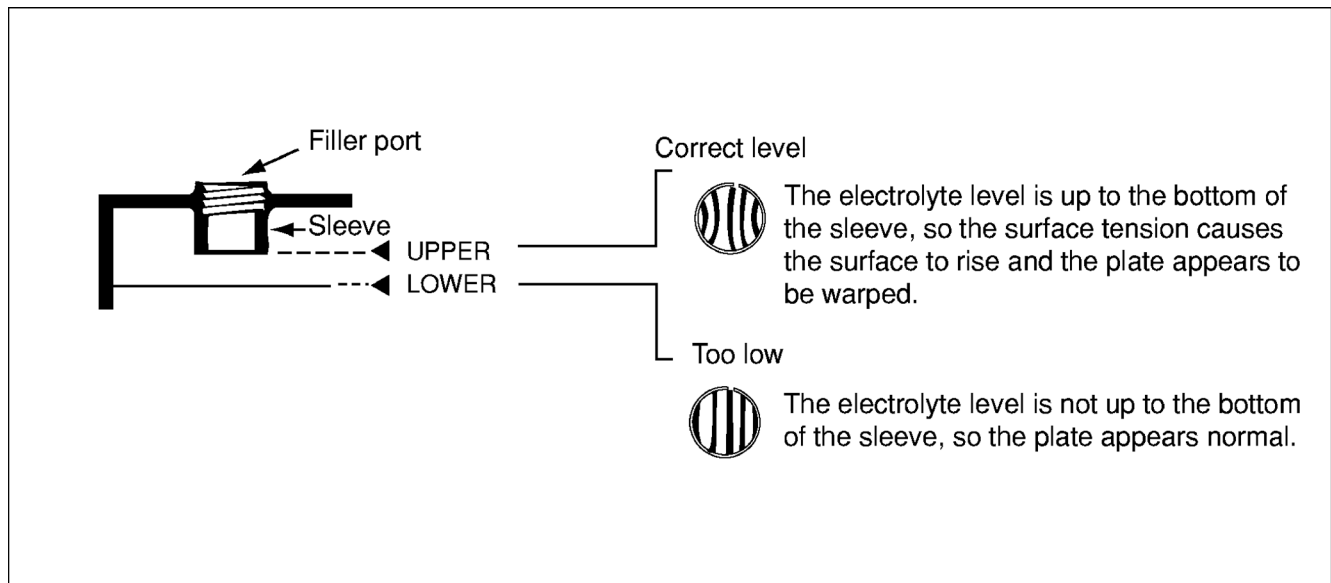 Filler port
Sleeve
UPPER
LOWER
Correct level
The electrolyte level is up to the bottom of
the sleeve, so the surface tension causes
the surface to rise and the plate appears to
be warped.
Too low
The electrolyte level is not up to the bottom
of the sleeve, so the plate appears normal.